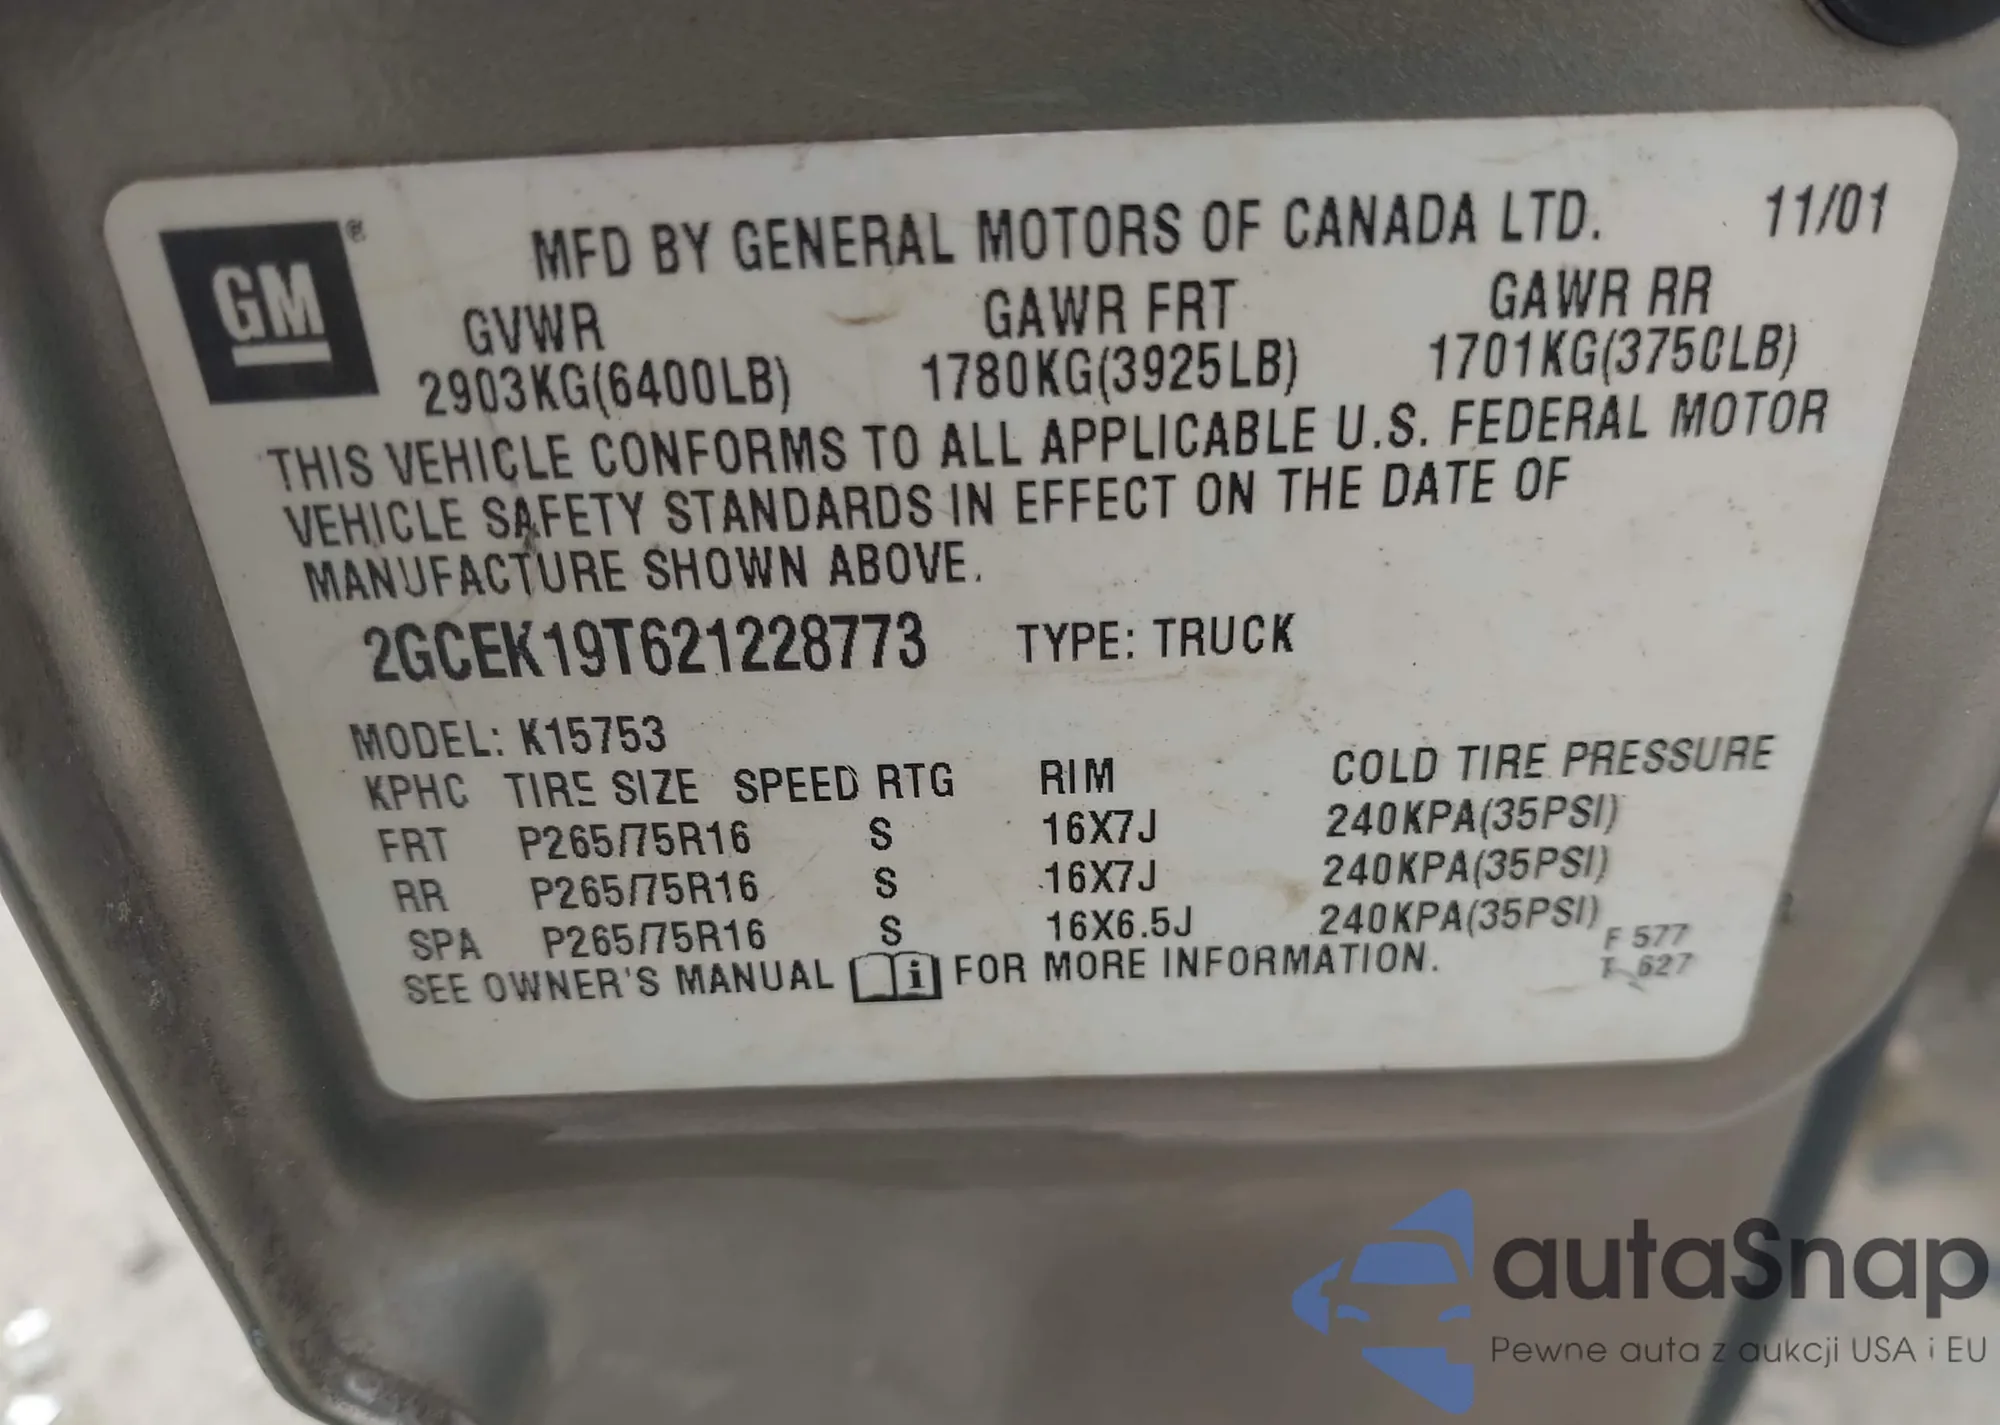 GM ®
MFD BY GENERAL MOTORS OF CANADA LTD. 11/01
GVWR GAWR FRT GAWR RR
2903KG(6400LB) 1780KG(3925LB) 1701KG(3750LB)
THIS VEHICLE CONFORMS TO ALL APPLICABLE U.S. FEDERAL MOTOR
VEHICLE SAFETY STANDARDS IN EFFECT ON THE DATE OF
MANUFACTURE SHOWN ABOVE.
2GCEK19T621228773 TYPE: TRUCK
MODEL: K15753
KPHC TIRE SIZE SPEED RTG RIM COLD TIRE PRESSURE
FRT P265/75R16 S 16X7J 240KPA(35PSI)
RR P265/75R16 S 16X7J 240KPA(35PSI)
SPA P265/75R16 S 16X6.5J 240KPA(35PSI)
SEE OWNER'S MANUAL i FOR MORE INFORMATION.
F 577
T 627
autaSnap
Pewne auta z aukcji USA i EU